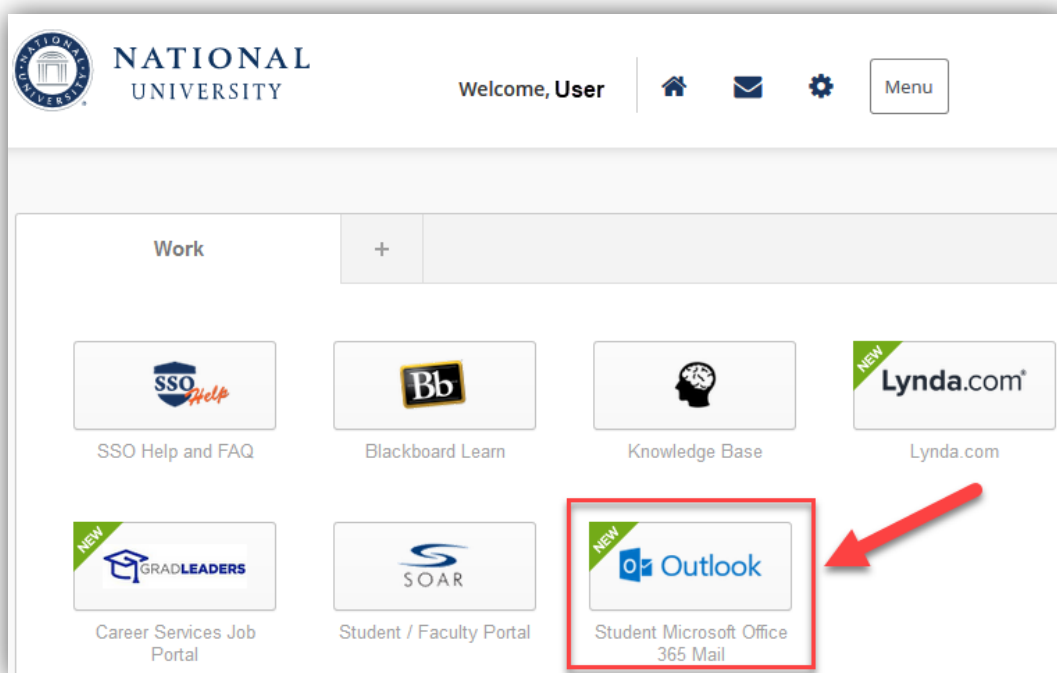 NATIONAL UNIVERSITY
NATIONAL
UNIVERSITY
Welcome, User
Menu
Work
+
SSO
Help
Bb
NEW
Lynda.com®
SSO Help and FAQ
Blackboard Learn
Knowledge Base
Lynda.com
NEW
GRADLEADERS
SOAR
NEW
Outlook
Career Services Job
Portal
Student / Faculty Portal
Student Microsoft Office
365 Mail